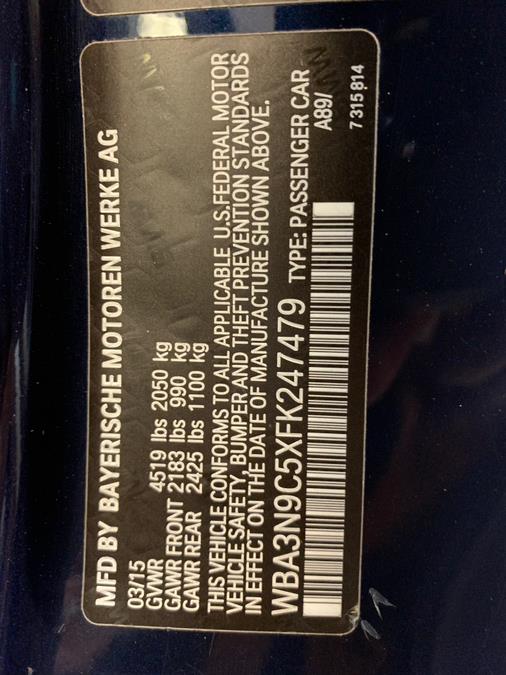 MFD BY BAYERISCHE MOTOREN WERKE AG
03/15
GVWR 4519 lbs 2050 kg
GAWR FRONT 2183 lbs 990 kg
GAWR REAR 2425 lbs 1100 kg
THIS VEHICLE CONFORMS TO ALL APPLICABLE U.S.FEDERAL MOTOR
VEHICLE SAFETY, BUMPER AND THEFT PREVENTION STANDARDS
IN EFFECT ON THE DATE OF MANUFACTURE SHOWN ABOVE.
WBA3N9C5XFK247479 TYPE: PASSENGER CAR
A89/
7 315 814